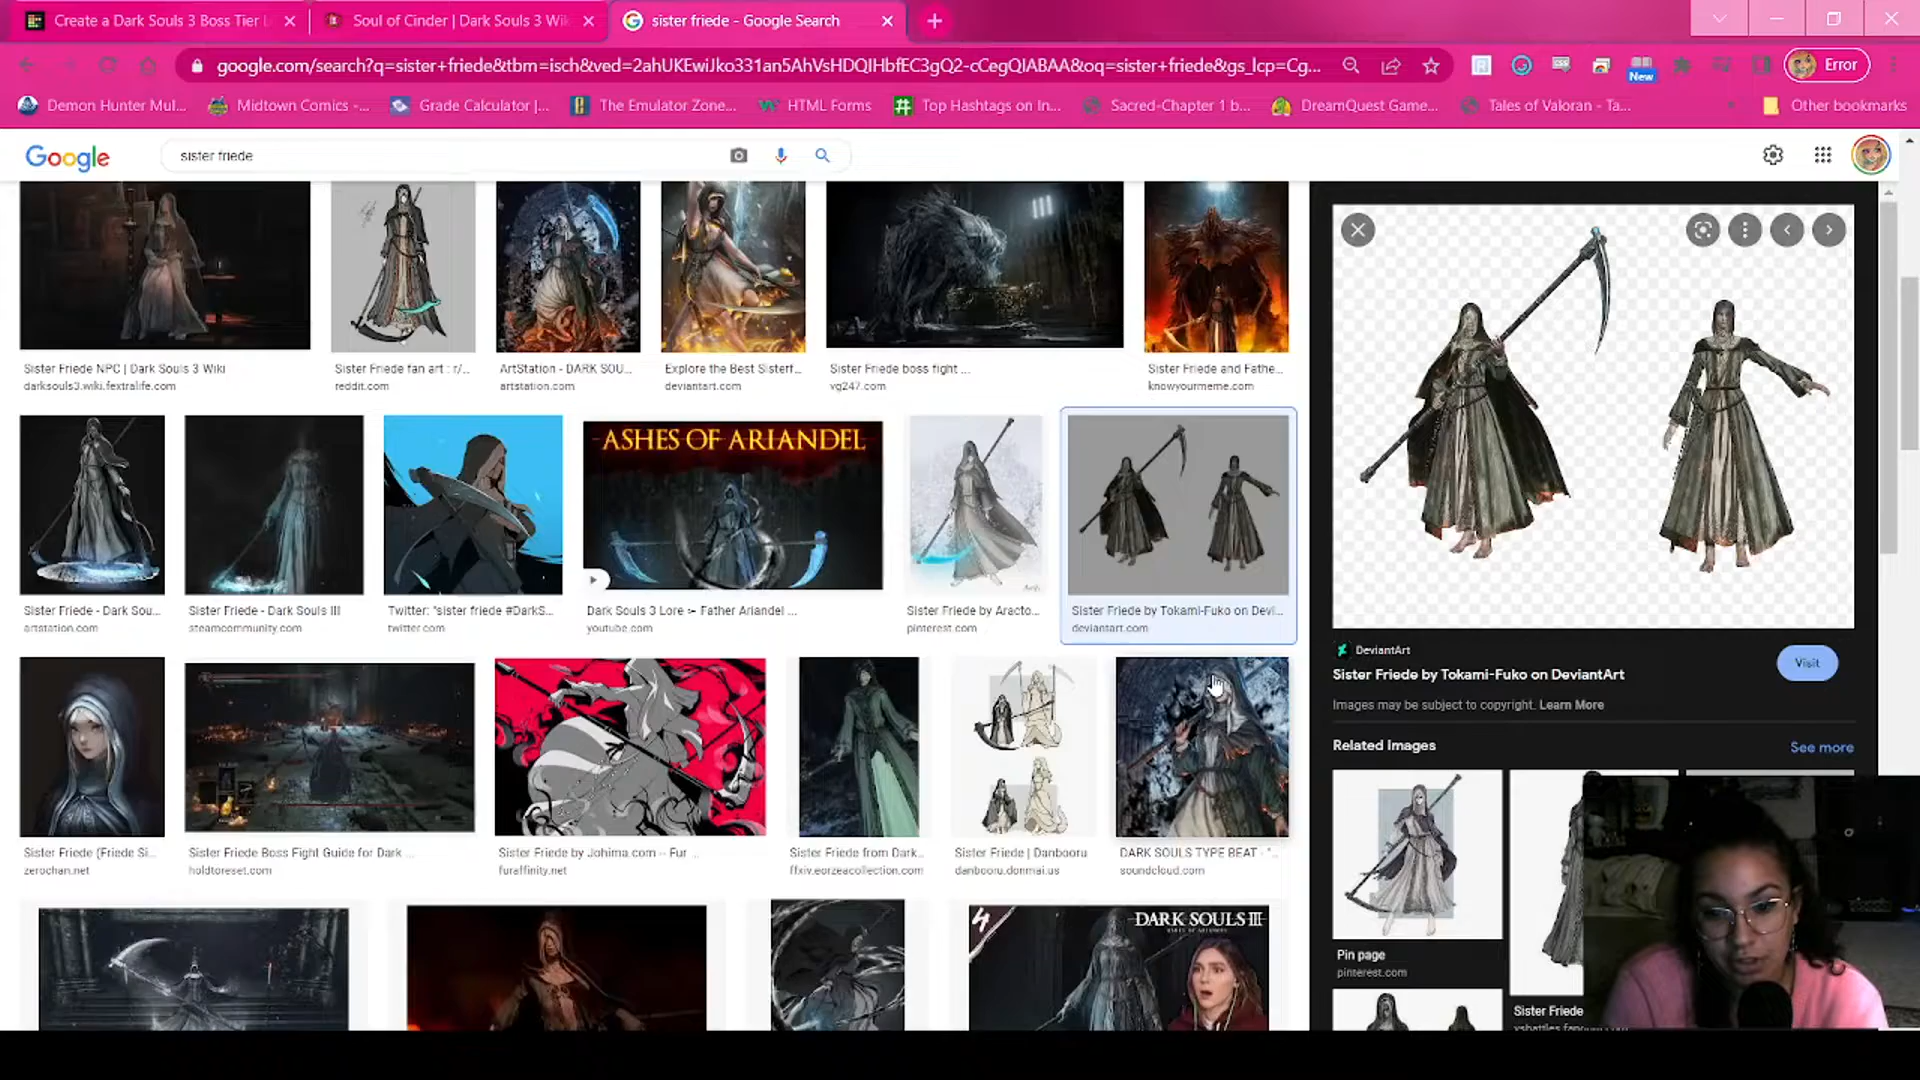 Create a Dark Souls 3 Boss Tier L
Soul of Cinder | Dark Souls 3 Wik
sister friede - Google Search
google.com/search?q=sister+friede&tbm=isch&ved=2ahUKEwiJko331an5AhVsHDQIHbfEC3gQ2-cCegQIABAA&oq=sister+friede&gs_lcp=Cg...
New
Error
Demon Hunter Mul...
Midtown Comics -...
Grade Calculator |...
The Emulator Zone...
HTML Forms
Top Hashtags on In...
Sacred-Chapter 1 b...
DreamQuest Game...
Tales of Valoran - Ta...
Other bookmarks
Google
sister friede
Sister Friede NPC | Dark Souls 3 Wiki
darksouls3.wiki.fextralife.com
Sister Friede fan art : r/...
reddit.com
ArtStation - DARK SOU...
artstation.com
Explore the Best Sisterf...
deviantart.com
Sister Friede boss fight ...
vg247.com
Sister Friede and Fathe...
knowyourmeme.com
ASHES OF ARIANDEL
Sister Friede - Dark Sou...
artstation.com
Sister Friede - Dark Souls III
steamcommunity.com
Twitter: "sister friede #DarkS...
twitter.com
Dark Souls 3 Lore ➣ Father Ariandel ...
youtube.com
Sister Friede by Aracto...
pinterest.com
Sister Friede by Tokami-Fuko on Devi...
deviantart.com
Sister Friede (Friede Si...
zerochan.net
Sister Friede Boss Fight Guide for Dark ...
holdtoreset.com
Sister Friede by Johima.com -- Fur ...
furaffinity.net
Sister Friede from Dark...
ffxiv.eorzeacollection.com
Sister Friede | Danbooru
danbooru.donmai.us
DARK SOULS TYPE BEAT - "...
soundcloud.com
4
DARK SOULS III
ASHES OF ARIANDEL
DeviantArt
Sister Friede by Tokami-Fuko on DeviantArt
Visit
Images may be subject to copyright. Learn More
Related Images
See more
Pin page
pinterest.com
Sister Friede